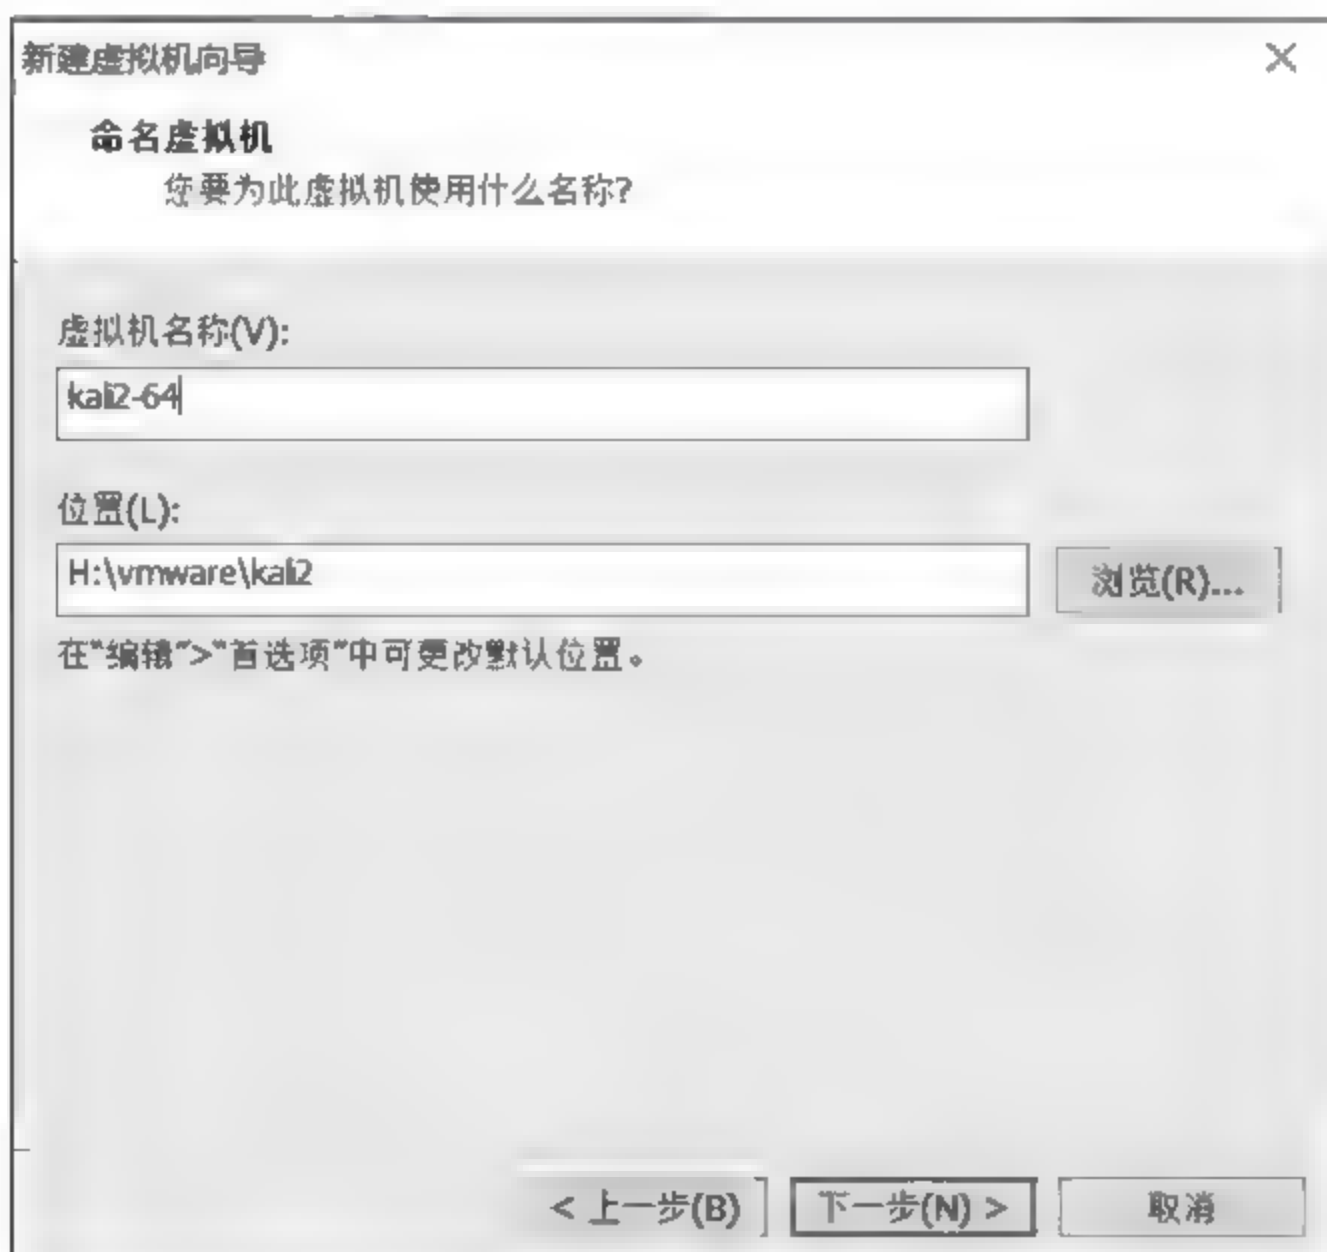 新建虚拟机向导
命名虚拟机
您要为此虚拟机使用什么名称?
虚拟机名称(V):
kali2-64
位置(L):
H:\vmware\kali2
浏览(R)...
在"编辑">"首选项"中可更改默认位置。
< 上一步(B) 下一步(N) > 取消